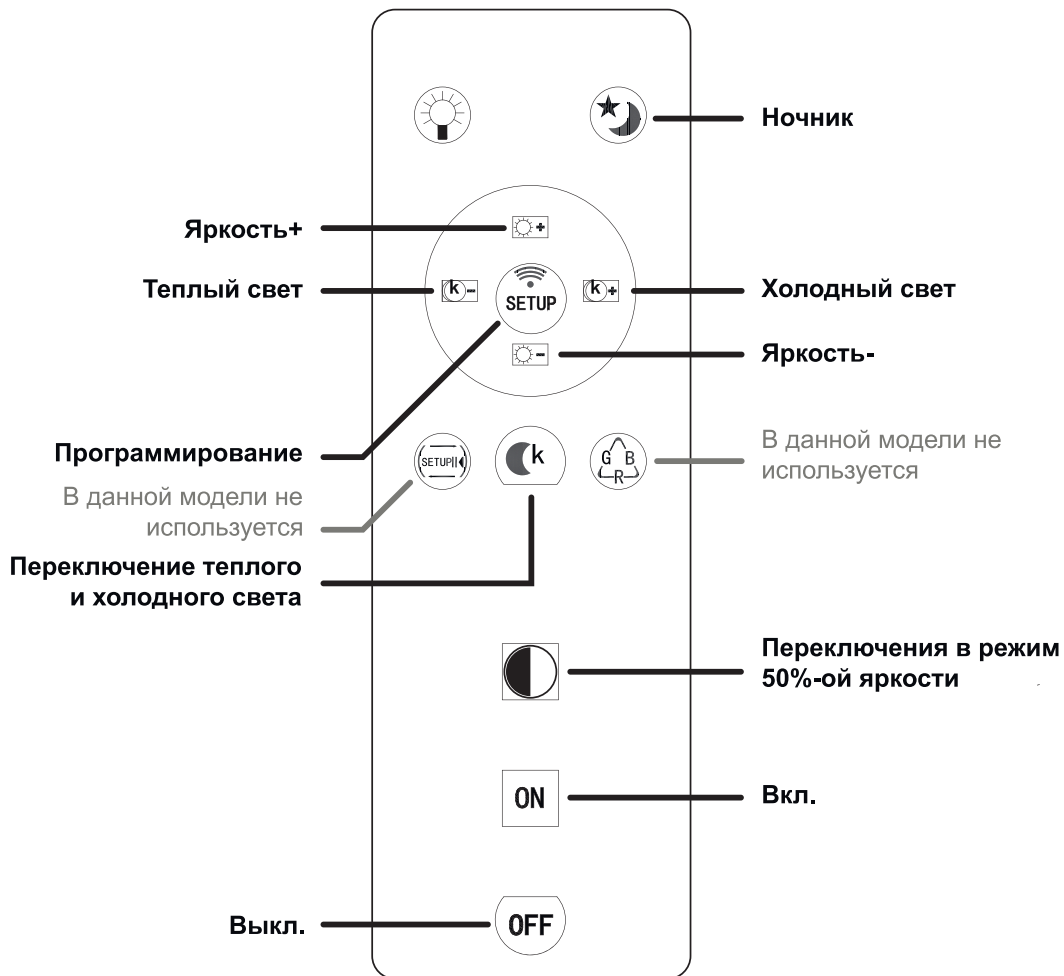 Ночник
Яркость+
Теплый свет
k-
SETUP
k+
Холодный свет
Яркость-
Программирование
SETUP
k
G B
R
В данной модели не
используется
В данной модели не
используется
Переключение теплого
и холодного света
Переключения в режим
50%-ой яркости
ON
Вкл.
Выкл.
OFF